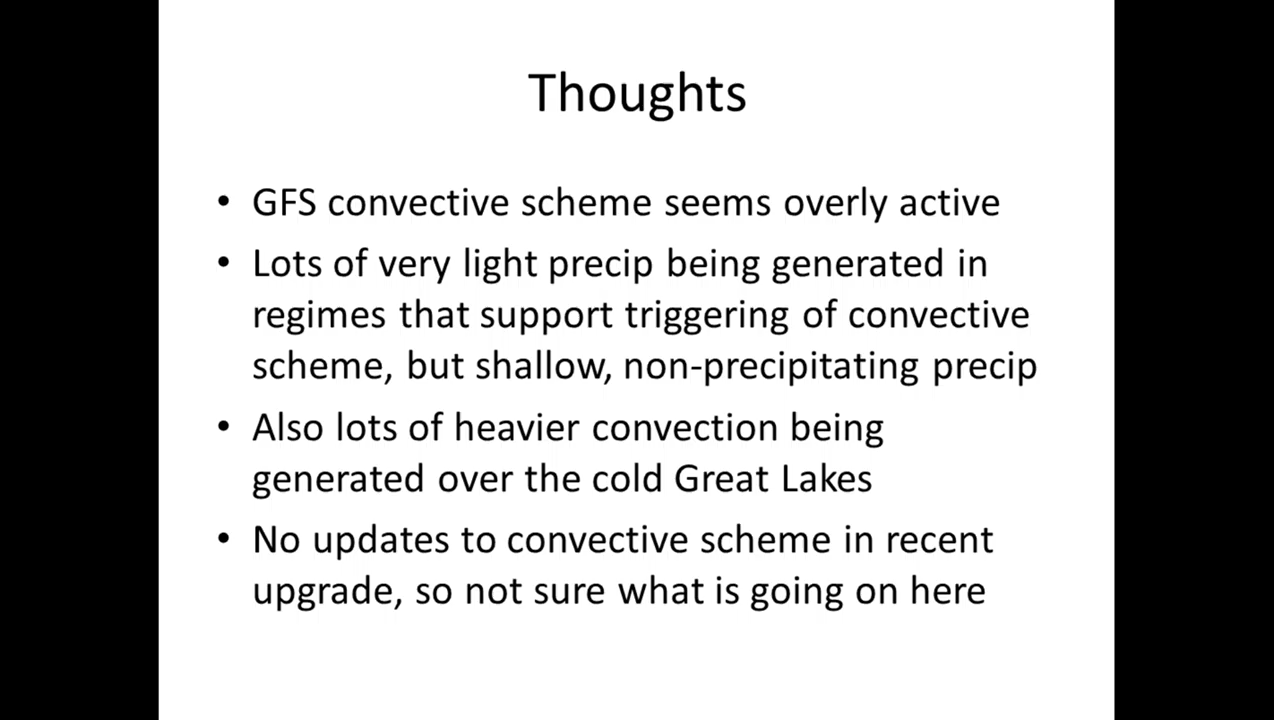 Thoughts
• GFS convective scheme seems overly active
• Lots of very light precip being generated in
regimes that support triggering of convective
scheme, but shallow, non-precipitating precip
• Also lots of heavier convection being
generated over the cold Great Lakes
• No updates to convective scheme in recent
upgrade, so not sure what is going on here